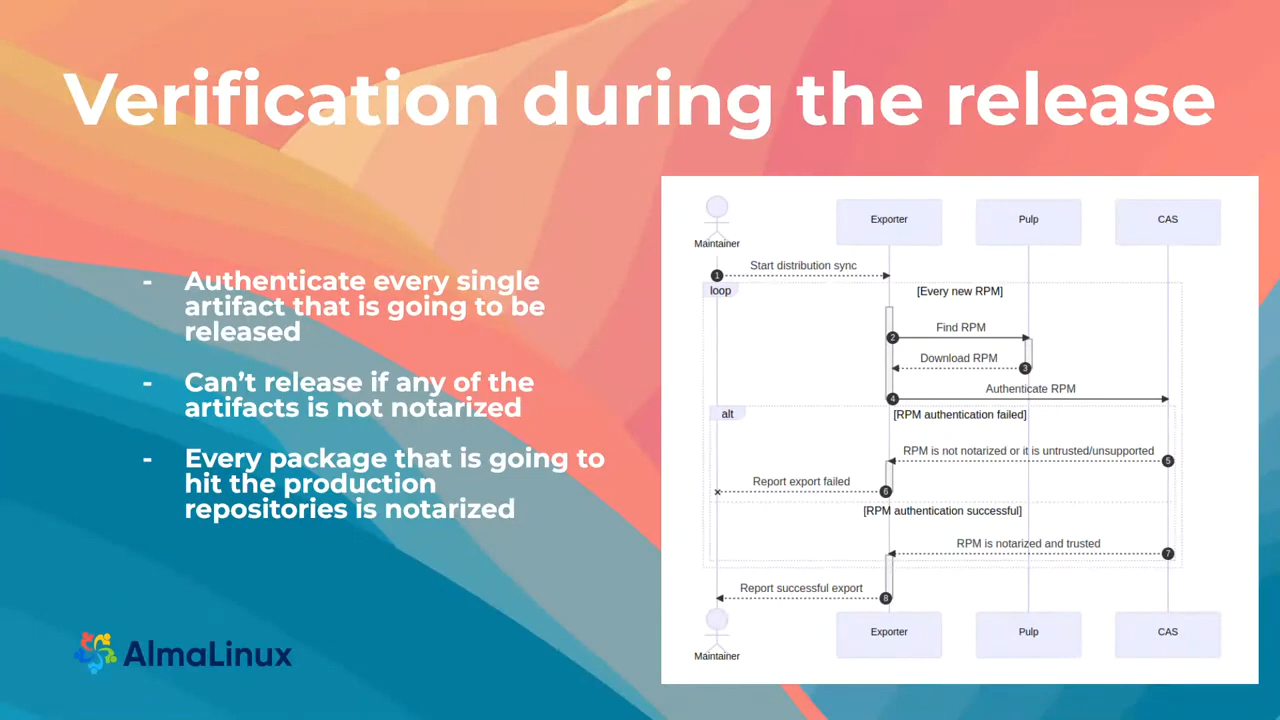 Verification during the release
- Authenticate every single
artifact that is going to be
released
- Can’t release if any of the
artifacts is not notarized
- Every package that is going to
hit the production
repositories is notarized
AlmaLinux
Maintainer
Exporter
Pulp
CAS
1
Start distribution sync
loop
[Every new RPM]
2
Find RPM
Download RPM
3
4
Authenticate RPM
alt
[RPM authentication failed]
RPM is not notarized or it is untrusted/unsupported
5
Report export failed
6
[RPM authentication successful]
RPM is notarized and trusted
7
Report successful export
8
Maintainer
Exporter
Pulp
CAS